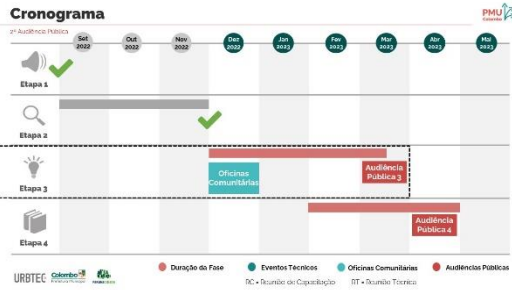 Cronograma
2ª Audiência Pública
PMU
Colombo
Set
2022
Out
2022
Nov
2022
Dez
2022
Jan
2023
Fev
2023
Mar
2023
Abr
2023
Mai
2023
Etapa 1
Etapa 2
Etapa 3
Oficinas
Comunitárias
Audiência
Pública 3
Etapa 4
Audiência
Pública 4
Duração da Fase
Eventos Técnicos
Oficinas Comunitárias
Audiências Públicas
RC • Reunião de Capacitação
RT • Reunião Técnica
URBTEC
Colombo